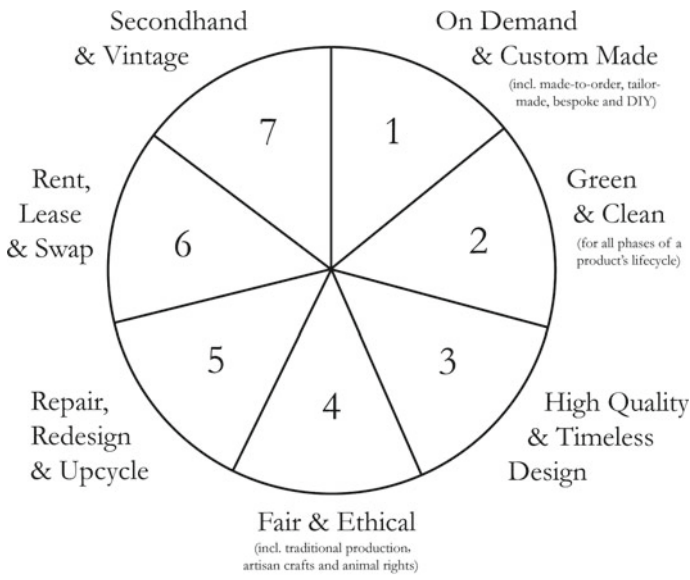 Secondhand
& Vintage
On Demand
& Custom Made
(incl. made-to-order, tailor-
made, bespoke and DIY)
7
1
Rent,
Lease
& Swap
6
Green
& Clean
(for all phases of a
product's lifecycle)
2
5
4
3
Repair,
Redesign
& Upcycle
High Quality
& Timeless
Design
Fair & Ethical
(incl. traditional production,
artisan crafts and animal rights)